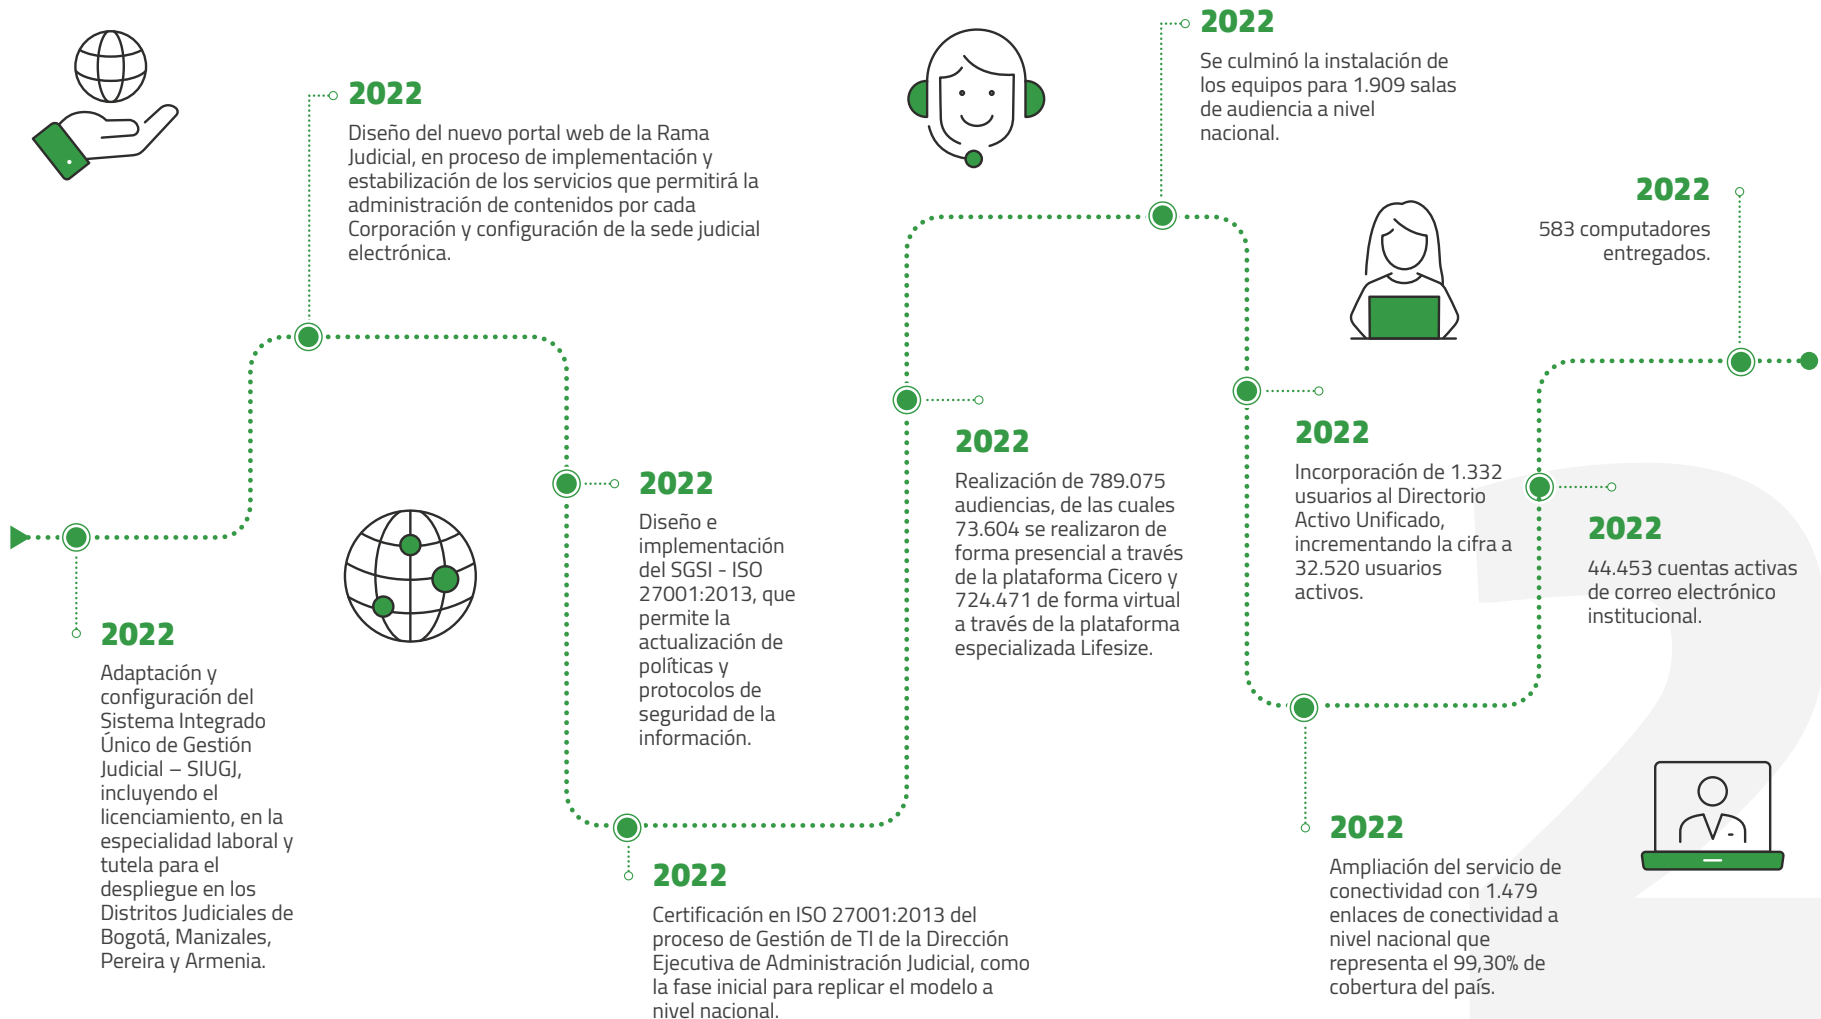 2022
Adaptación y
configuración del
Sistema Integrado
Único de Gestión
Judicial – SIUGJ,
incluyendo el
licenciamiento, en la
especialidad laboral y
tutela para el
despliegue en los
Distritos Judiciales de
Bogotá, Manizales,
Pereira y Armenia.
2022
Diseño del nuevo portal web de la Rama
Judicial, en proceso de implementación y
estabilización de los servicios que permitirá la
administración de contenidos por cada
Corporación y configuración de la sede judicial
electrónica.
2022
Diseño e
implementación
del SGSI - ISO
27001:2013, que
permite la
actualización de
políticas y
protocolos de
seguridad de la
información.
2022
Certificación en ISO 27001:2013 del
proceso de Gestión de TI de la Dirección
Ejecutiva de Administración Judicial, como
la fase inicial para replicar el modelo a
nivel nacional.
2022
Realización de 789.075
audiencias, de las cuales
73.604 se realizaron de
forma presencial a través
de la plataforma Cicero y
724.471 de forma virtual
a través de la plataforma
especializada Lifesize.
2022
Se culminó la instalación de
los equipos para 1.909 salas
de audiencia a nivel
nacional.
2022
Incorporación de 1.332
usuarios al Directorio
Activo Unificado,
incrementando la cifra a
32.520 usuarios
activos.
2022
Ampliación del servicio de
conectividad con 1.479
enlaces de conectividad a
nivel nacional que
representa el 99,30% de
cobertura del país.
2022
44.453 cuentas activas
de correo electrónico
institucional.
2022
583 computadores
entregados.
2